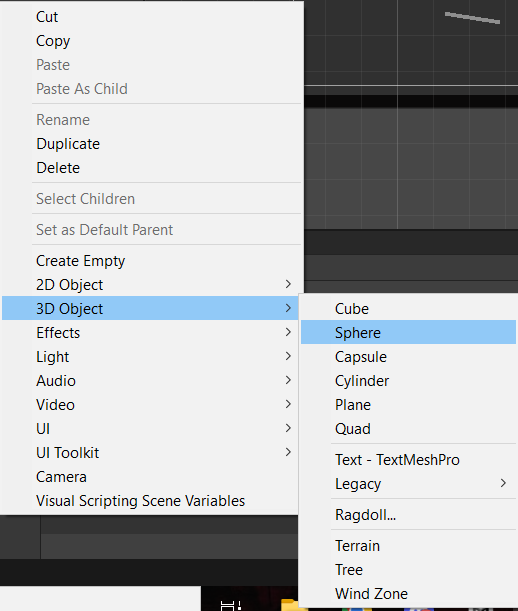 Cut
Copy
Paste
Paste As Child
Rename
Duplicate
Delete
Select Children
Set as Default Parent
Create Empty
2D Object
3D Object
Effects
Light
Audio
Video
UI
UI Toolkit
Camera
Visual Scripting Scene Variables
Cube
Sphere
Capsule
Cylinder
Plane
Quad
Text - TextMeshPro
Legacy
Ragdoll...
Terrain
Tree
Wind Zone